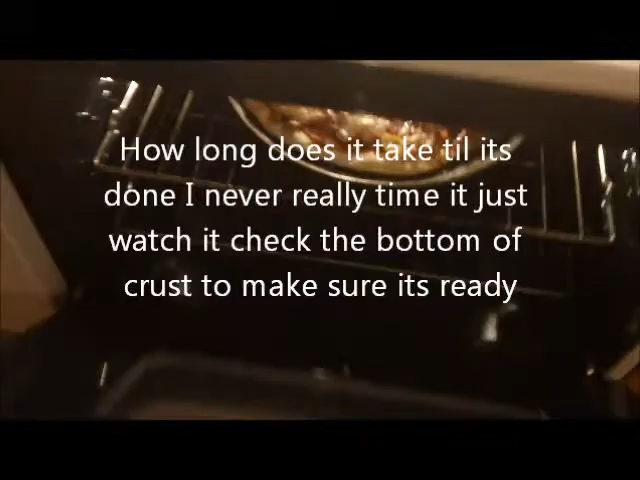 How long does it take til its
done I never really time it just
watch it check the bottom of
crust to make sure its ready